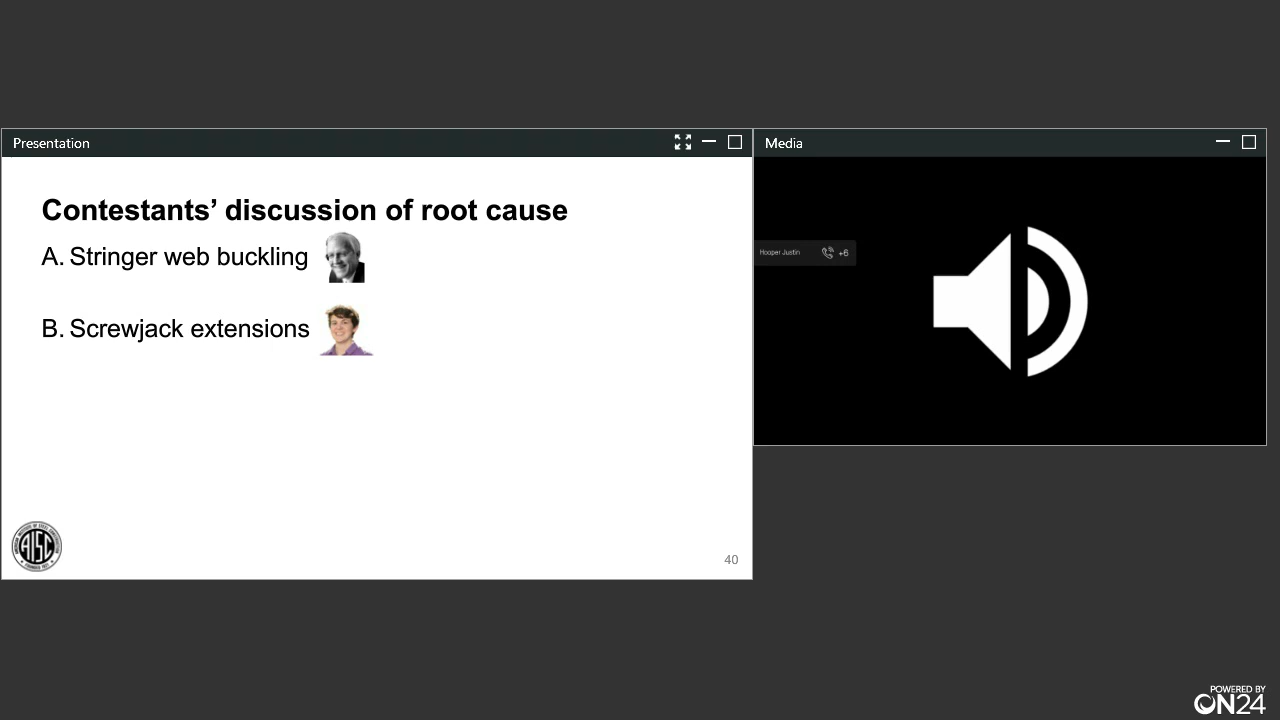 Presentation
Media
Contestants’ discussion of root cause
A. Stringer web buckling
Hooper Justin +6
B. Screwjack extensions
AISC
40
POWERED BY
ON24